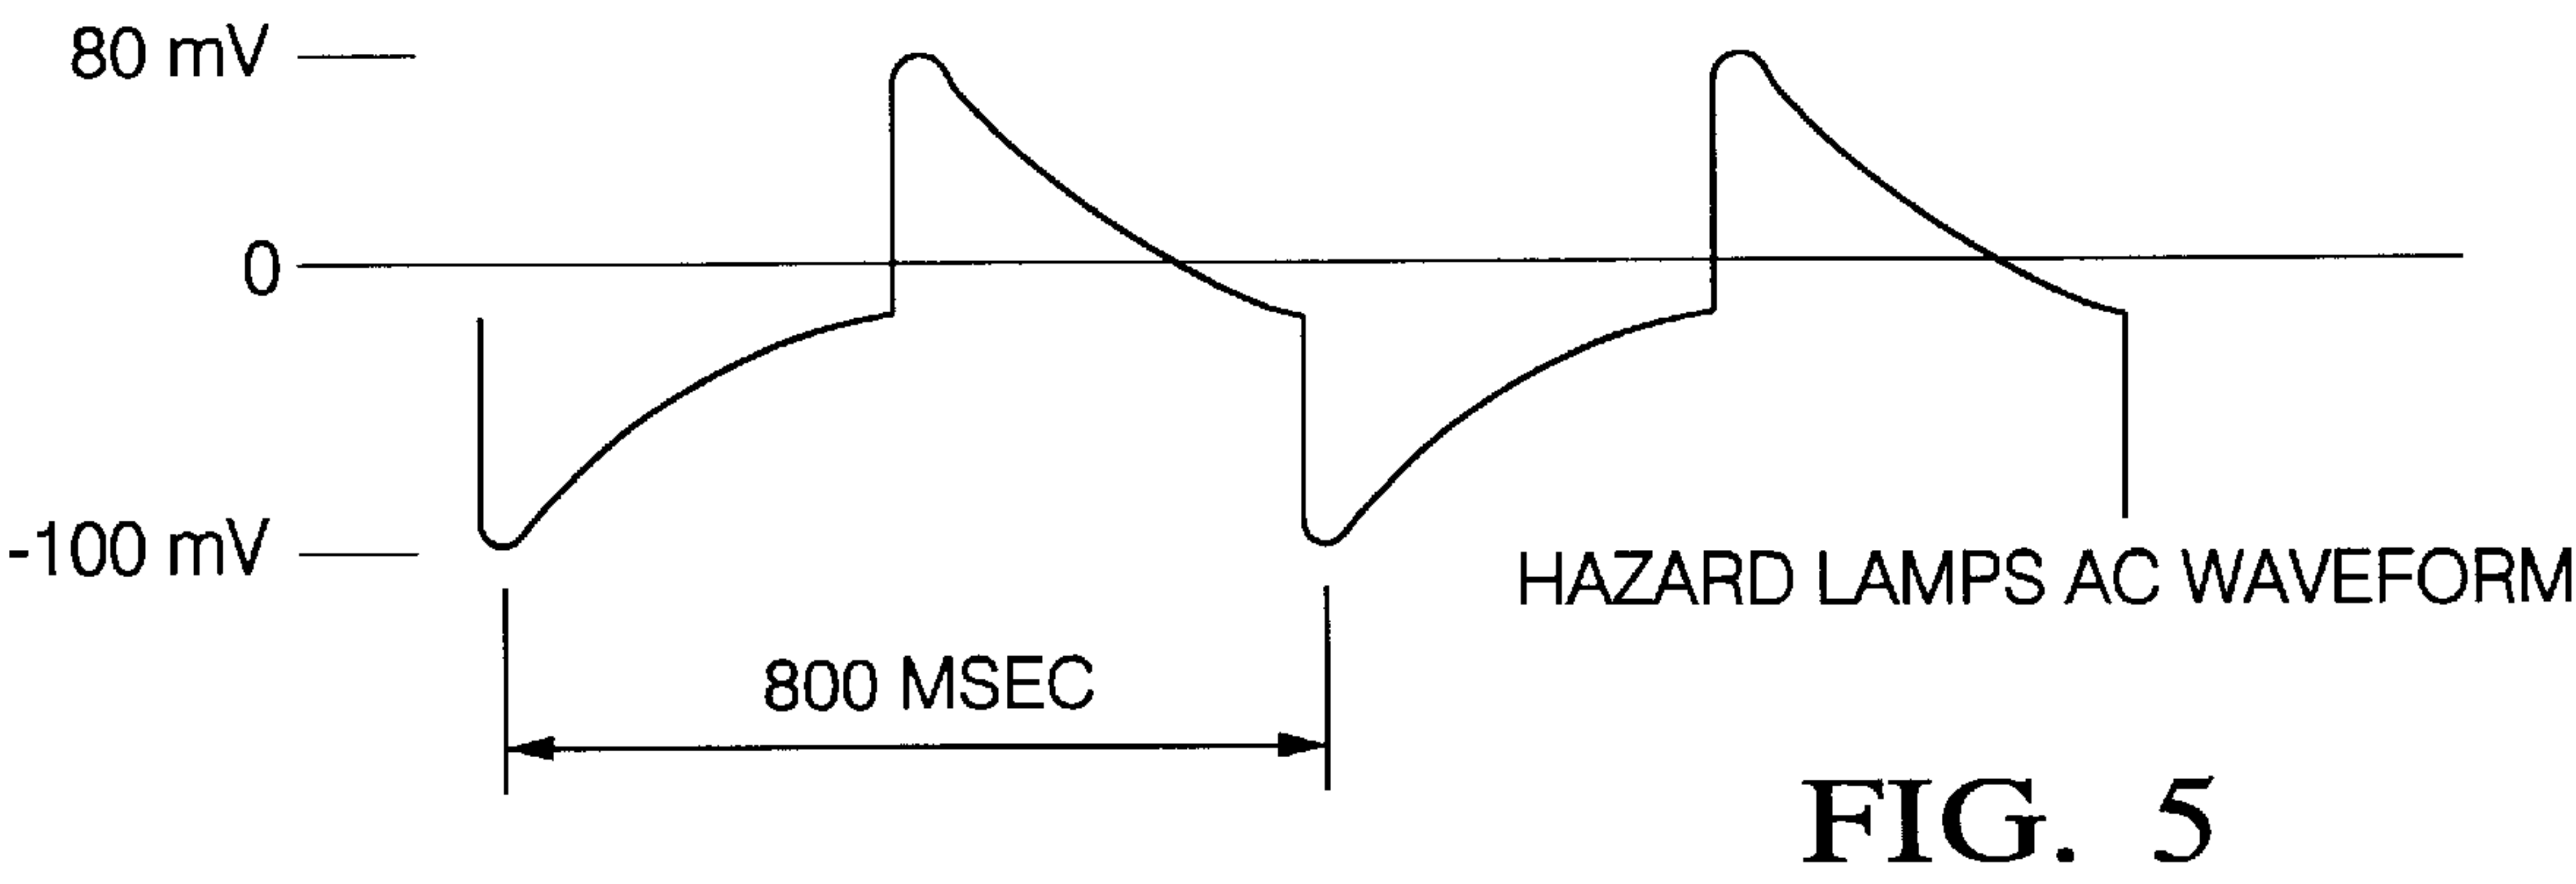 80 mV
0
-100 mV
HAZARD LAMPS AC WAVEFORM
800 MSEC
FIG. 5